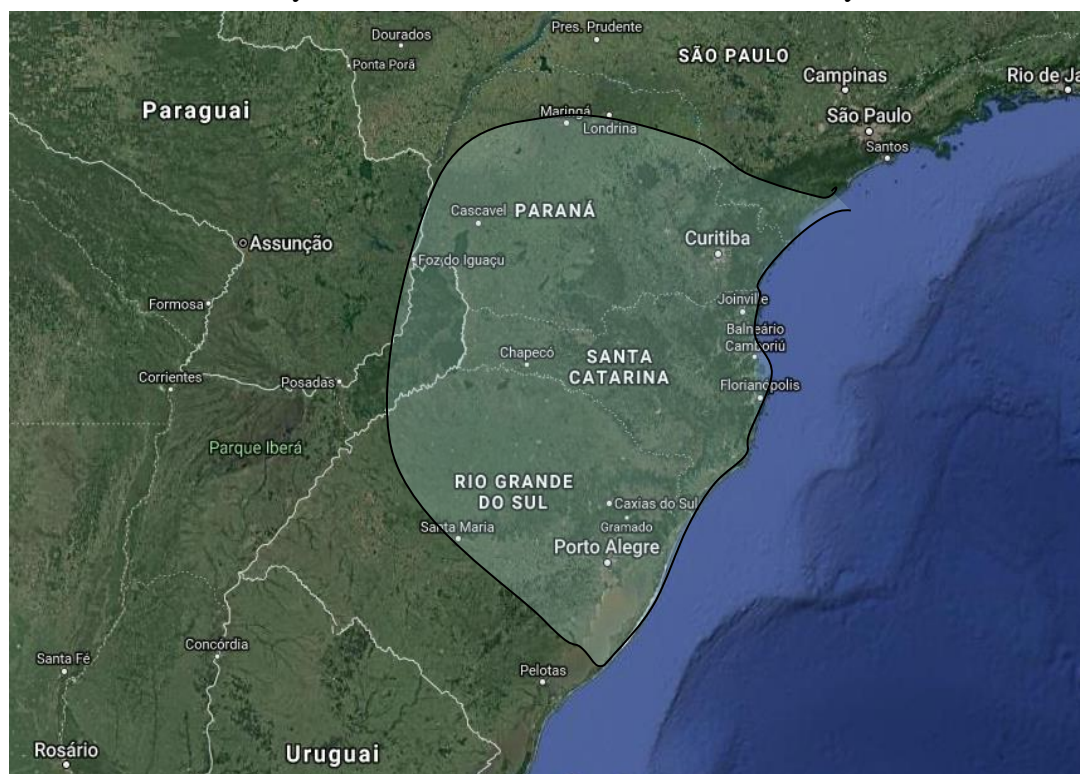 Dourados
Pres. Prudente
SÃO PAULO
Ponta Porã
Campinas
Rio de Ja
Paraguai
Maringá
São Paulo
Londrina
Santos
Cascavel
PARANÁ
Assunção
Curitiba
Foz do Iguaçu
Formosa
Joinville
Balneário
Camboriú
Chapecó
SANTA
CATARINA
Corrientes
Posadas
Florianópolis
Parque Iberá
RIO GRANDE
DO SUL
Caxias do Sul
Santa Maria
Gramado
Porto Alegre
Concórdia
Santa Fé
Pelotas
Rosário
Uruguai